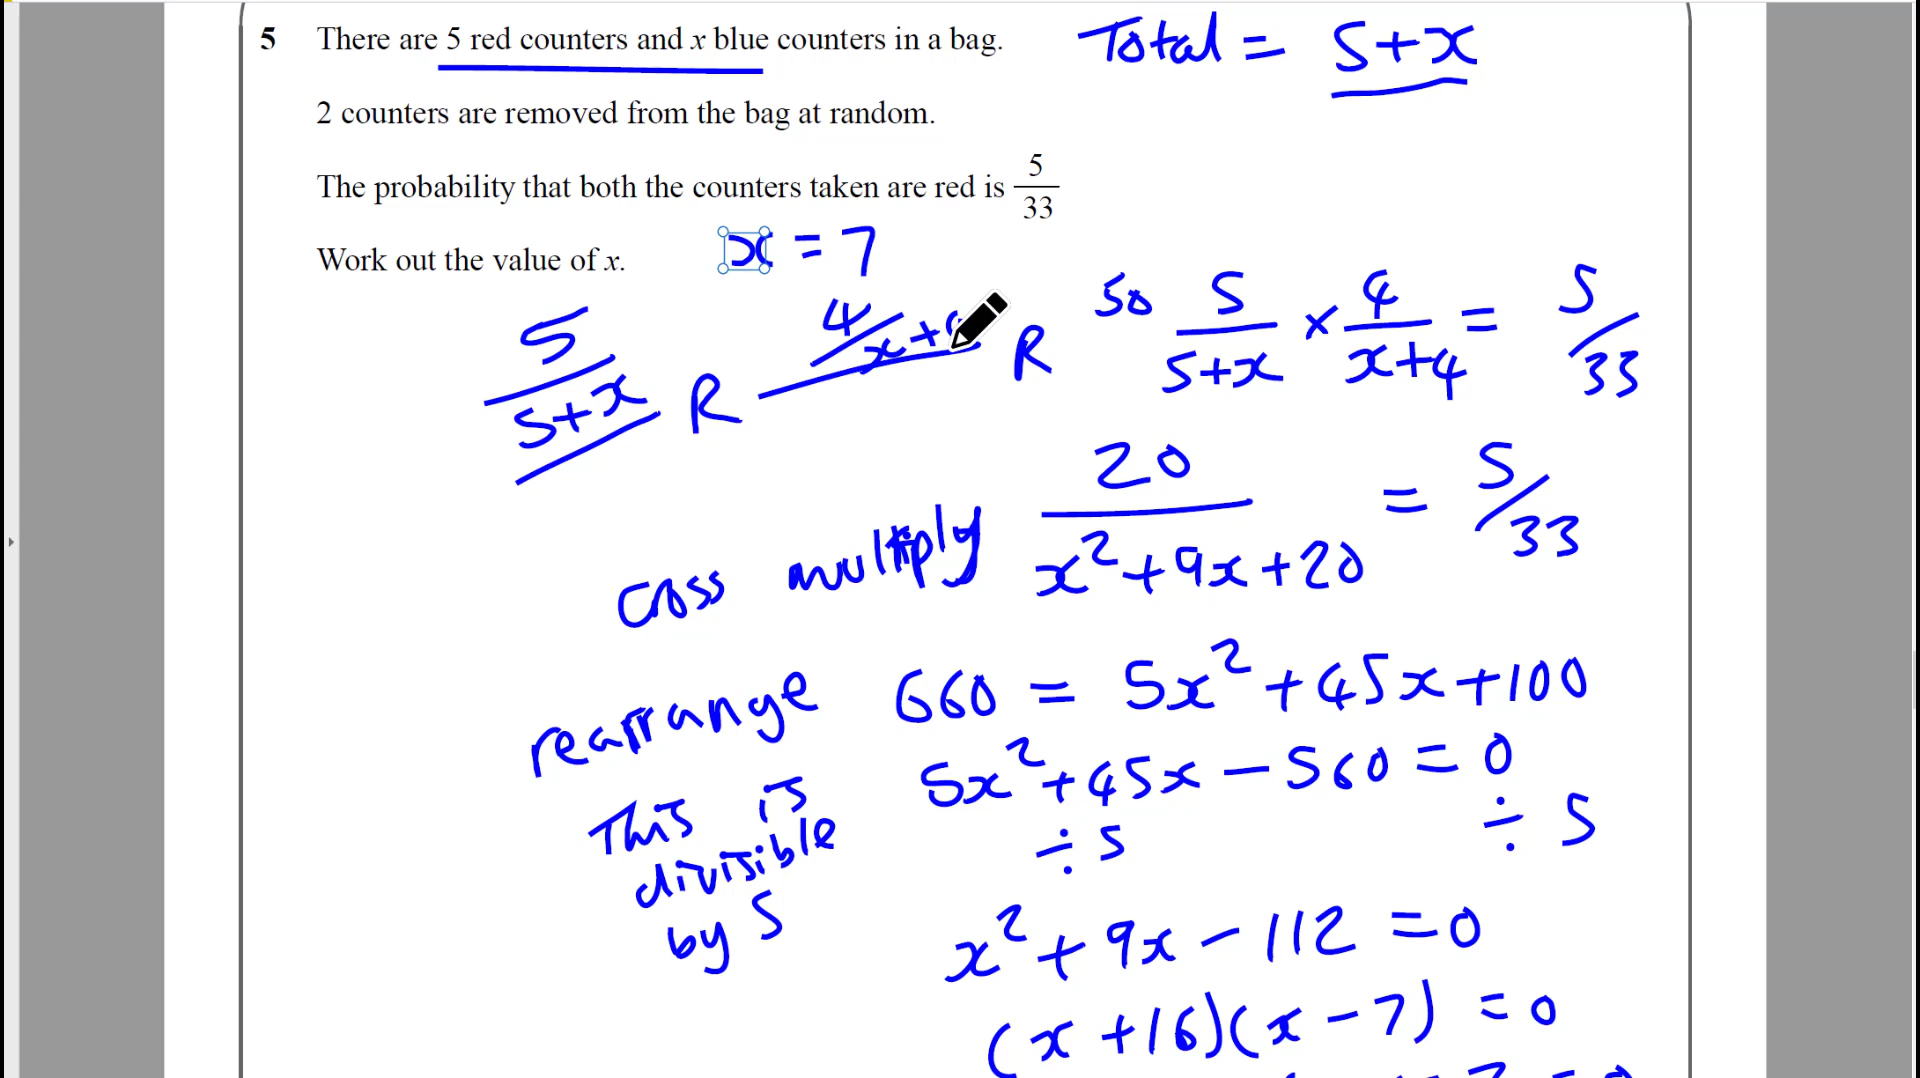 5 There are 5 red counters and x blue counters in a bag.
Total = 5+x
2 counters are removed from the bag at random.
The probability that both the counters taken are red is 5/33
Work out the value of x.
x = 7
5/5+x R
4/x+ R
so 5/5+x × 4/x+4 = 5/33
cross multiply 20/x²+9x+20 = 5/33
rearrange 660 = 5x²+45x+100
5x²+45x-560=0
This is divisible by 5
÷5 ÷5
x²+9x-112=0
(x+16)(x-7)=0